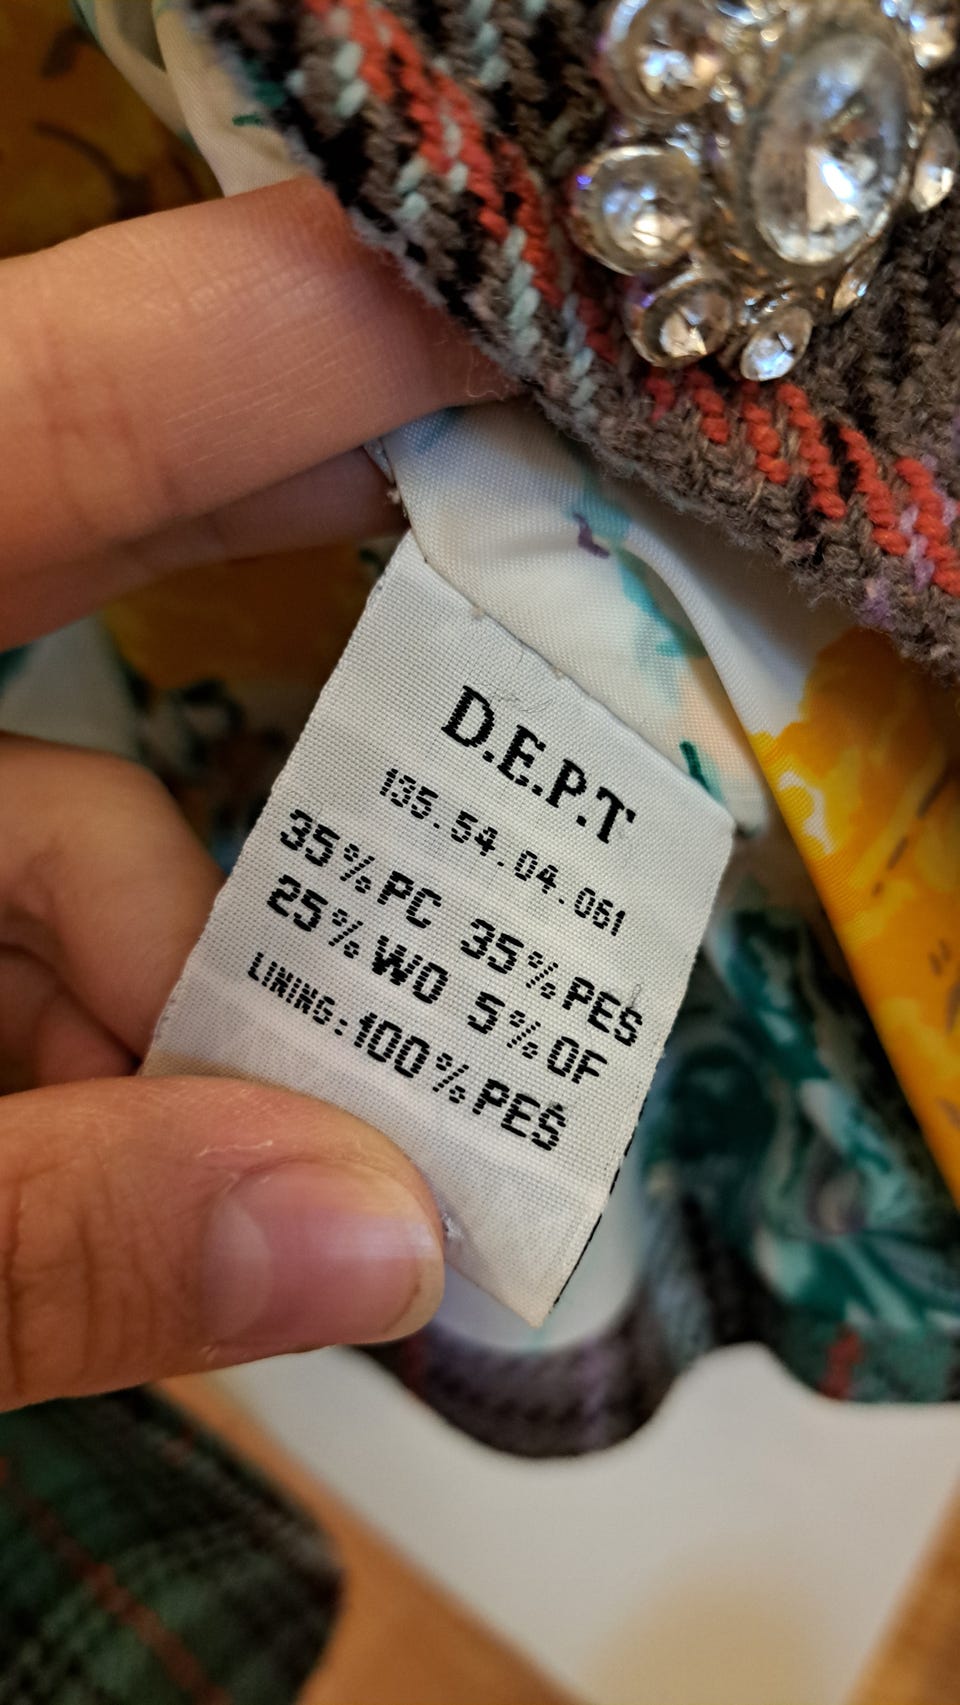 D.E.P.T
135.54.04.061
35% PC 35% PES
25% WO 5% OF
LINING: 100% PES